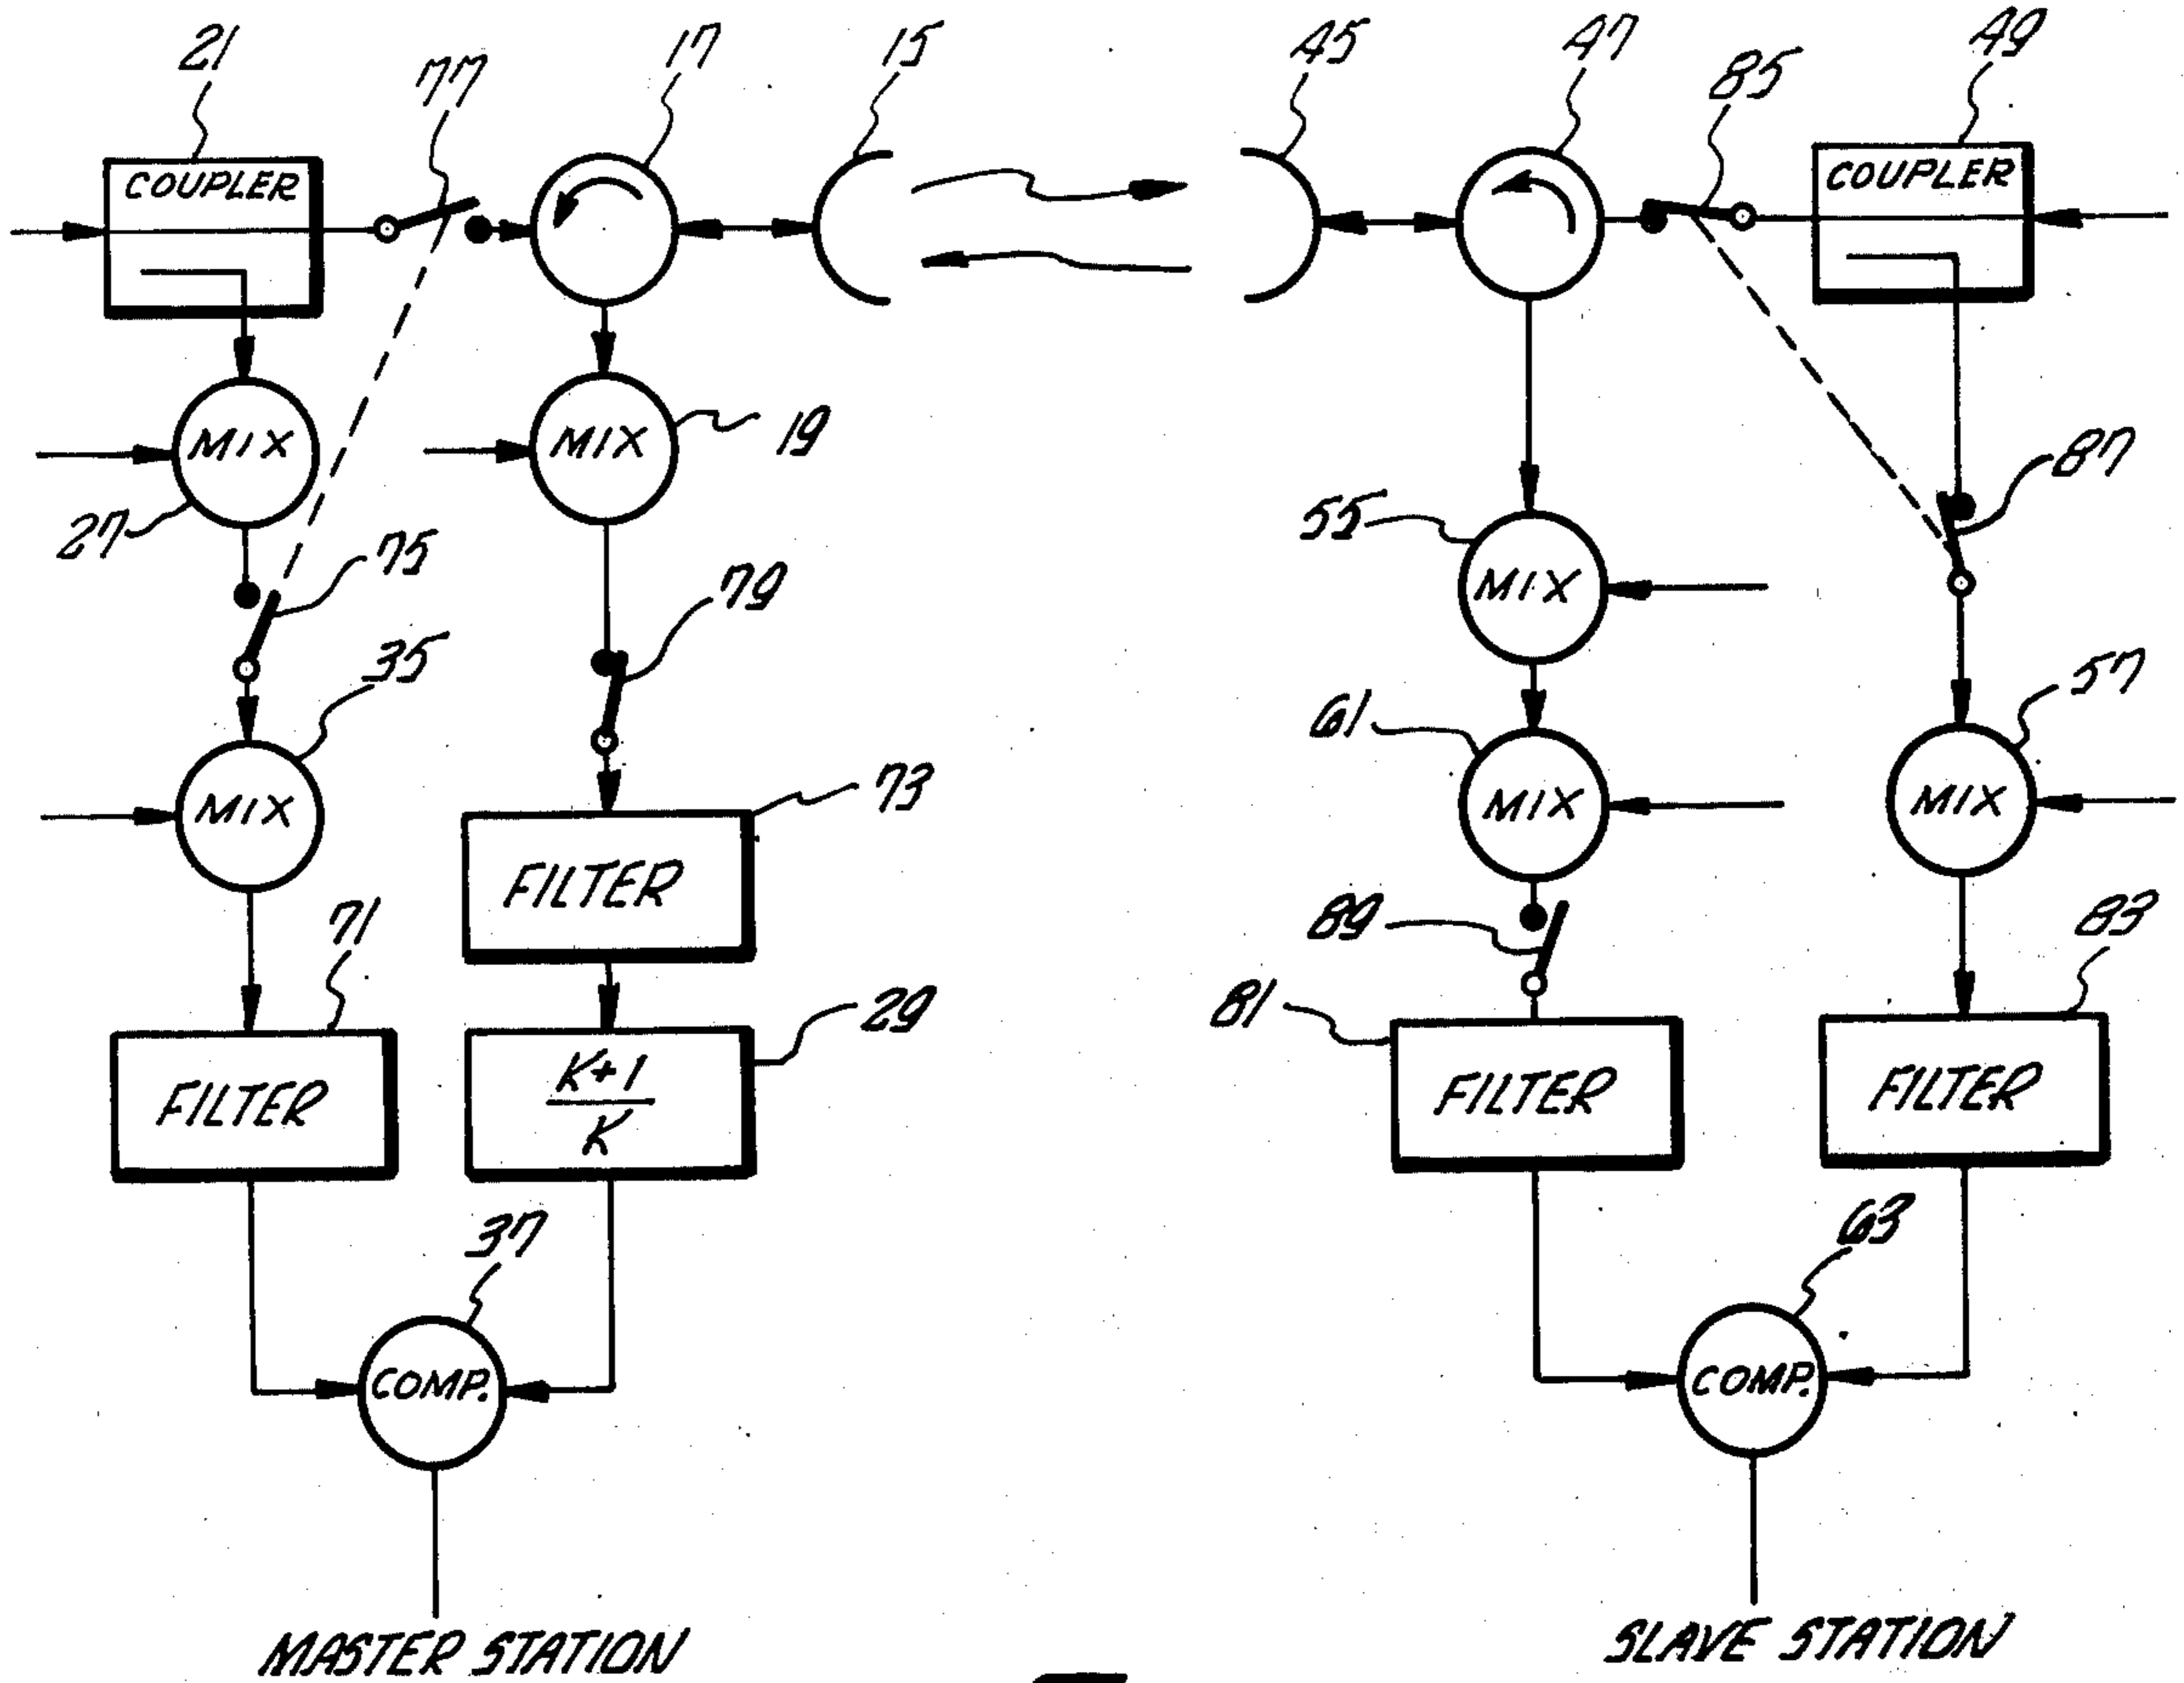 21
77
17
15
45
47
85
49
COUPLER
COUPLER
MIX
27
MIX
19
87
55
MIX
75
79
35
MIX
73
FILTER
61
MIX
57
MIX
71
89
83
FILTER
29
K+1
K
81
FILTER
FILTER
37
COMP.
63
COMP.
MASTER STATION
SLAVE STATION